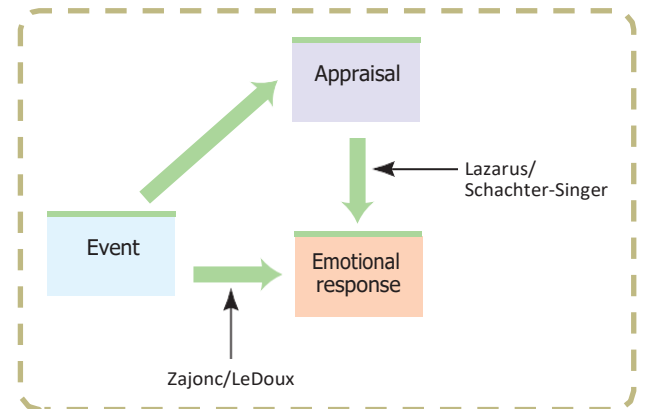 Appraisal
Lazarus/
Schachter-Singer
Event
Emotional
response
Zajonc/LeDoux